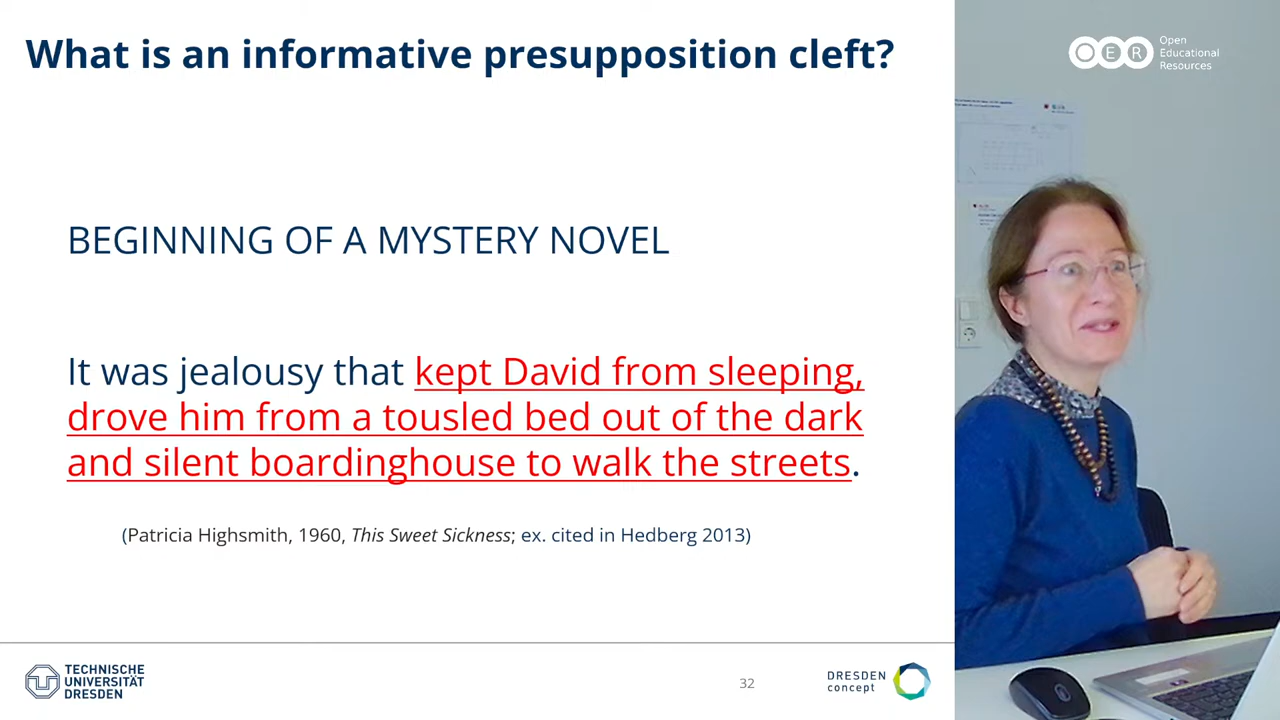 What is an informative presupposition cleft?
OER Open
Educational
Resources
BEGINNING OF A MYSTERY NOVEL
It was jealousy that kept David from sleeping,
drove him from a tousled bed out of the dark
and silent boardinghouse to walk the streets.
(Patricia Highsmith, 1960, This Sweet Sickness; ex. cited in Hedberg 2013)
TECHNISCHE
UNIVERSITÄT
DRESDEN
32
DRESDEN
concept